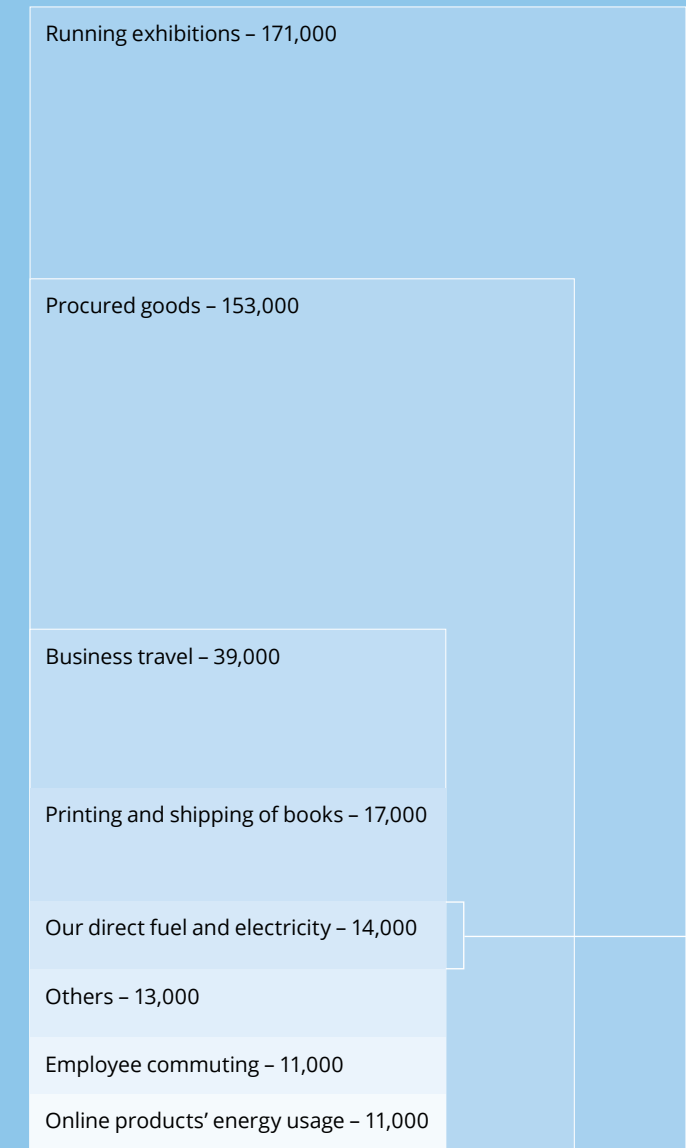 Running exhibitions – 171,000
Procured goods – 153,000
Business travel – 39,000
Printing and shipping of books – 17,000
Our direct fuel and electricity – 14,000
Others – 13,000
Employee commuting – 11,000
Online products’ energy usage – 11,000